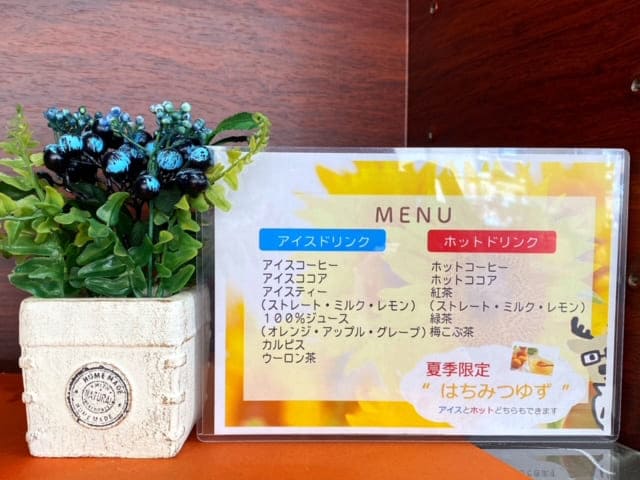 MENU
アイスドリンク
アイスコーヒー
アイスココア
アイスティー
(ストレート・ミルク・レモン)
100%ジュース
(オレンジ・アップル・グレープ)
カルピス
ウーロン茶
ホットドリンク
ホットコーヒー
ホットココア
紅茶
(ストレート・ミルク・レモン)
緑茶
梅こぶ茶
夏季限定
“ はちみつゆず ”
アイスとホットどちらもできます
HOMEMADE
NATURAL
HOMEMADE